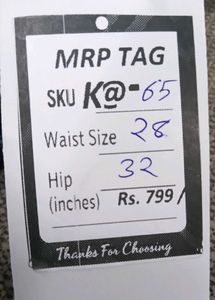 MRP TAG
SKU K@-65
Waist Size 28
Hip 32
(inches) Rs. 799/
Thanks For Choosing